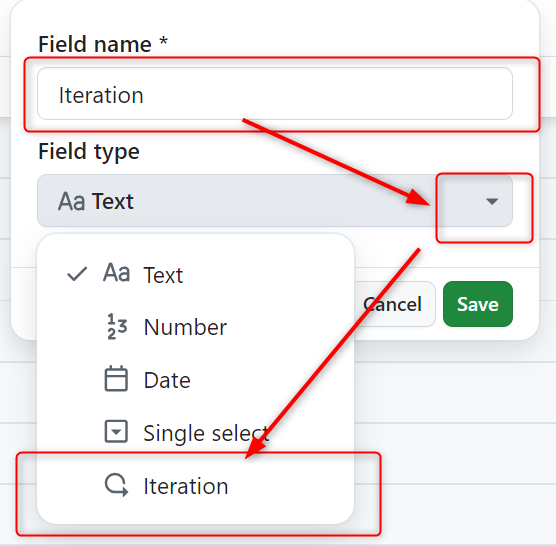 Field name *
Iteration
Field type
Aa Text
Aa Text
Number
Date
Single select
Iteration
Cancel
Save